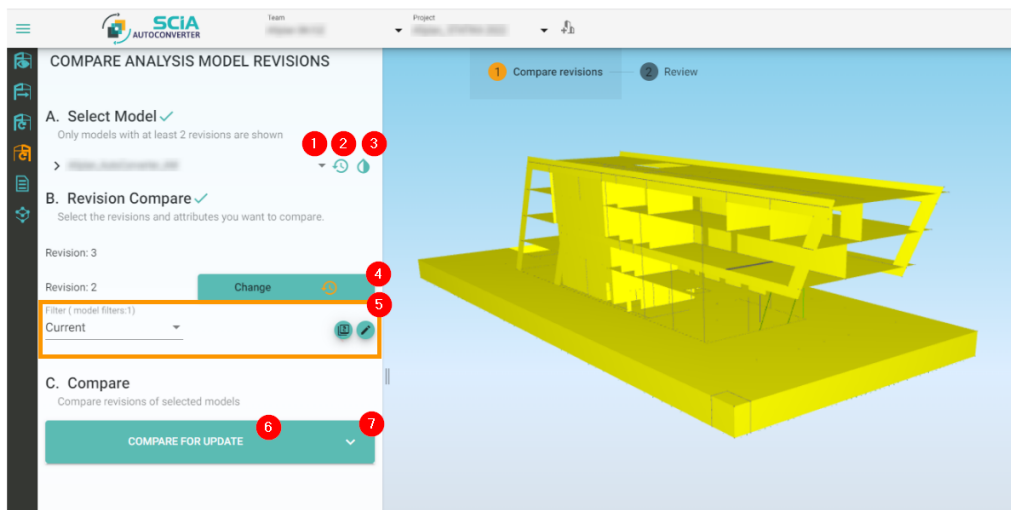 SCiA
AUTOCONVERTER
Team
Project
COMPARE ANALYSIS MODEL REVISIONS
1 Compare revisions
2 Review
A. Select Model
Only models with at least 2 revisions are shown
1 2 3
B. Revision Compare
Select the revisions and attributes you want to compare.
Revision: 3
4
Revision: 2 Change
5
Filter ( model filters:1)
Current
C. Compare
Compare revisions of selected models
6 7
COMPARE FOR UPDATE